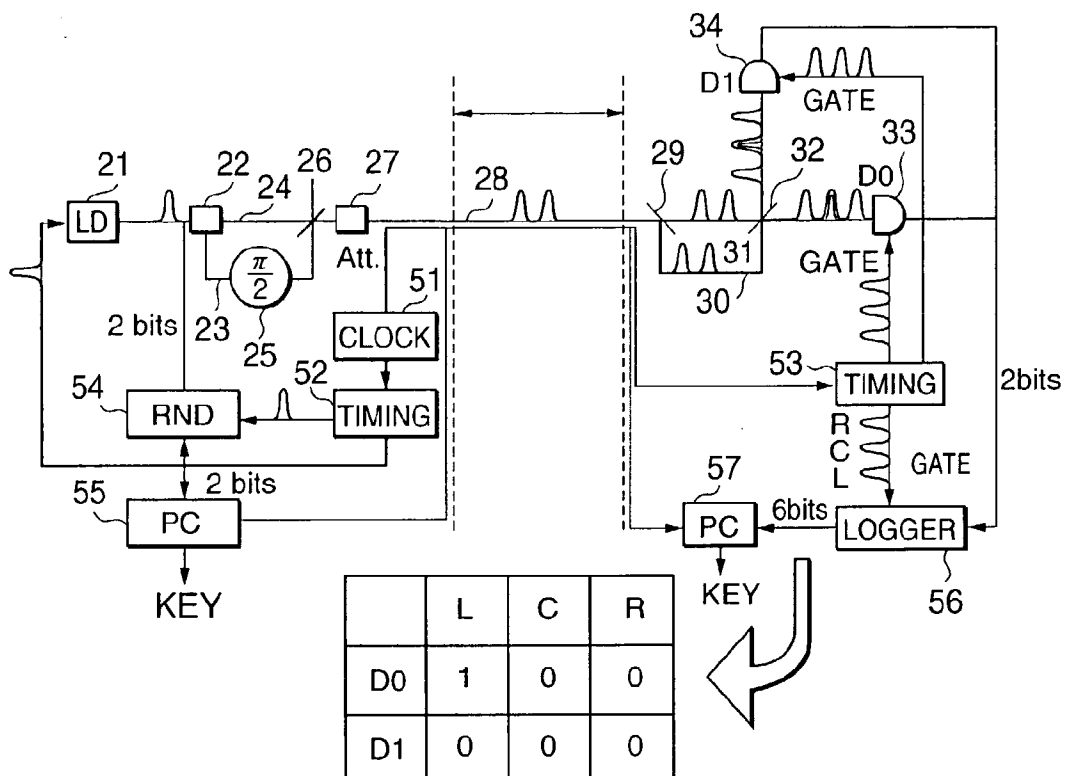 34
D1
GATE
21
22
24
26
27
28
29
32
33
D0
LD
Att.
31
30
π/2
23
25
2 bits
51
CLOCK
GATE
54
52
53
RND
TIMING
TIMING
2bits
R
C
L
GATE
2 bits
55
57
PC
PC
6bits
LOGGER
KEY
KEY
56
L C R
D0 1 0 0
D1 0 0 0